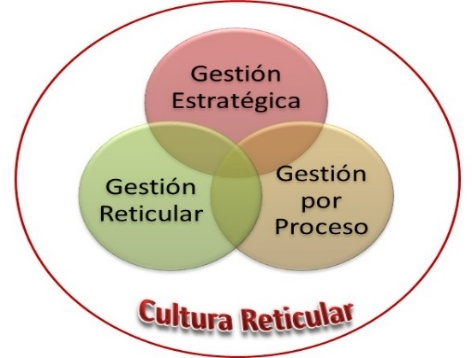 Gestión
Estratégica
Gestión
Reticular
Gestión
por
Proceso
Cultura Reticular